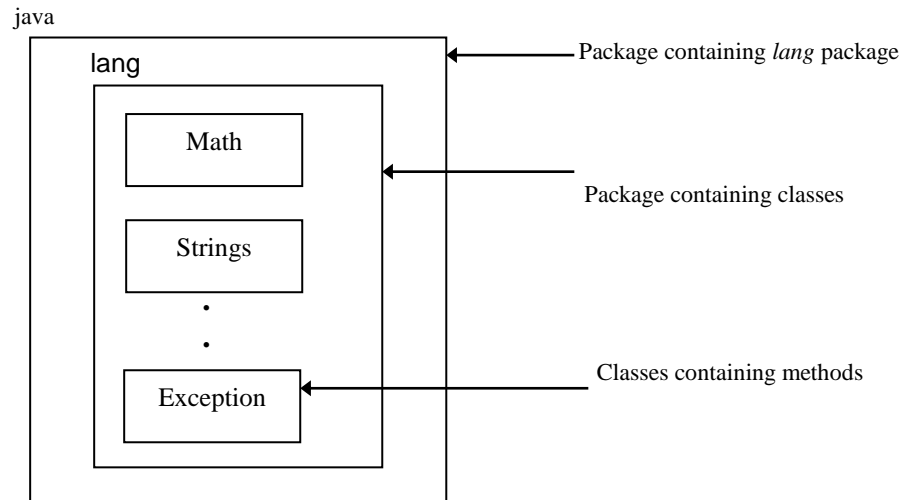 java
Package containing lang package
lang
Math
Package containing classes
Strings
Classes containing methods
Exception